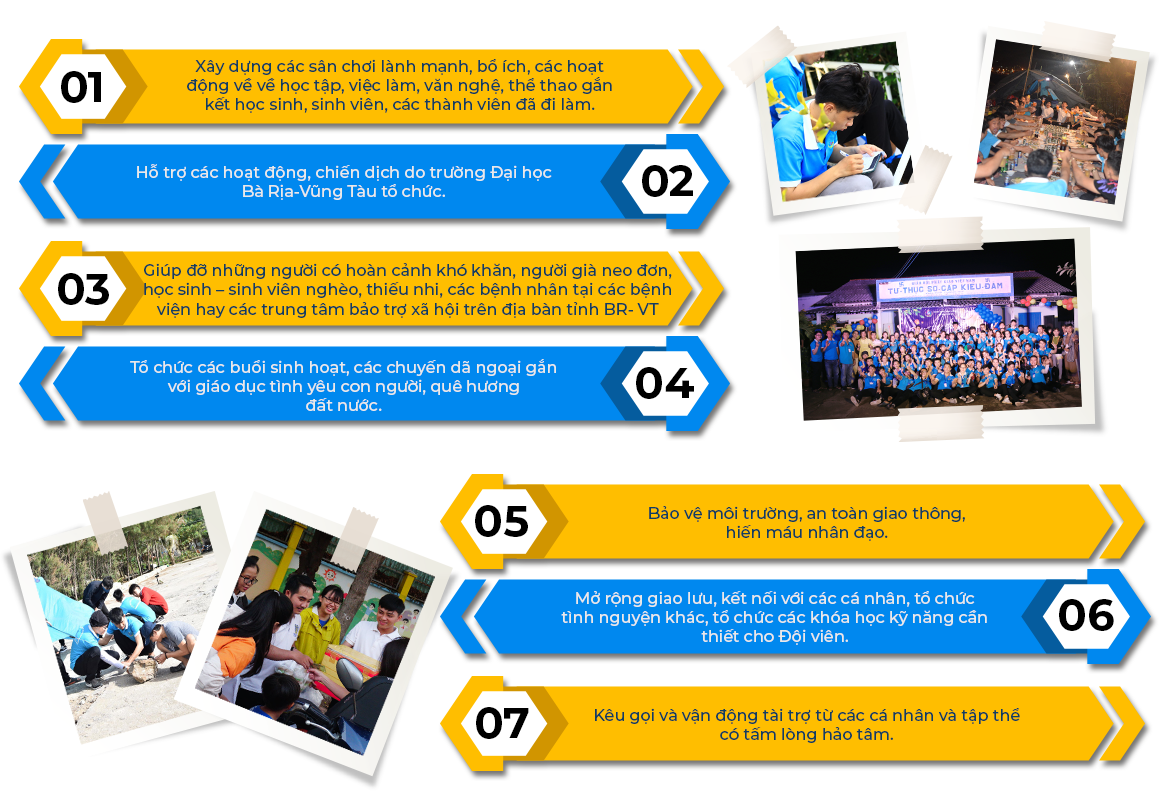 01
Xây dựng các sân chơi lành mạnh, bổ ích, các hoạt
động về về học tập, việc làm, văn nghệ, thể thao gắn
kết học sinh, sinh viên, các thành viên đã đi làm.
Hỗ trợ các hoạt động, chiến dịch do trường Đại học
Bà Rịa-Vũng Tàu tổ chức.
02
03
Giúp đỡ những người có hoàn cảnh khó khăn, người già neo đơn,
học sinh – sinh viên nghèo, thiếu nhi, các bệnh nhân tại các bệnh
viện hay các trung tâm bảo trợ xã hội trên địa bàn tỉnh BR- VT
Tổ chức các buổi sinh hoạt, các chuyến dã ngoại gắn
với giáo dục tình yêu con người, quê hương
đất nước.
04
TƯ-THỤC SƠ-CẤP KIỀU-ĐÀM
05
Bảo vệ môi trường, an toàn giao thông,
hiến máu nhân đạo.
Mở rộng giao lưu, kết nối với các cá nhân, tổ chức
tình nguyện khác, tổ chức các khóa học kỹ năng cần
thiết cho Đội viên.
06
07
Kêu gọi và vận động tài trợ từ các cá nhân và tập thể
có tấm lòng hảo tâm.